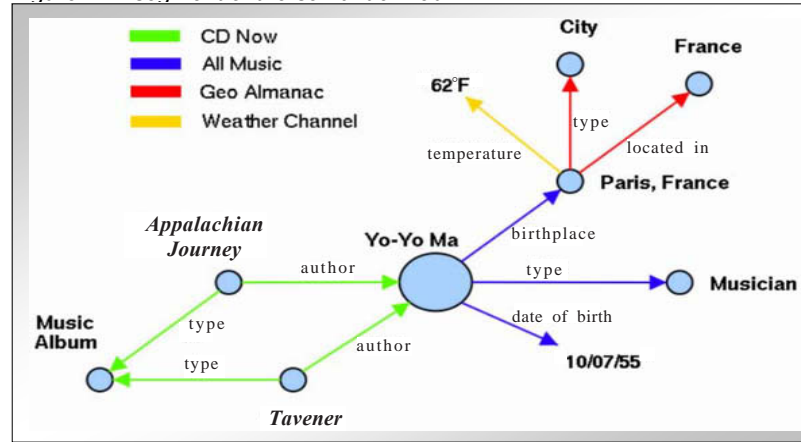 CD Now
All Music
Geo Almanac
Weather Channel
City
France
62°F
type
temperature
located in
Paris, France
Appalachian
Journey
Yo-Yo Ma
birthplace
author
type
Musician
Music
Album
type
date of birth
author
type
10/07/55
Tavener